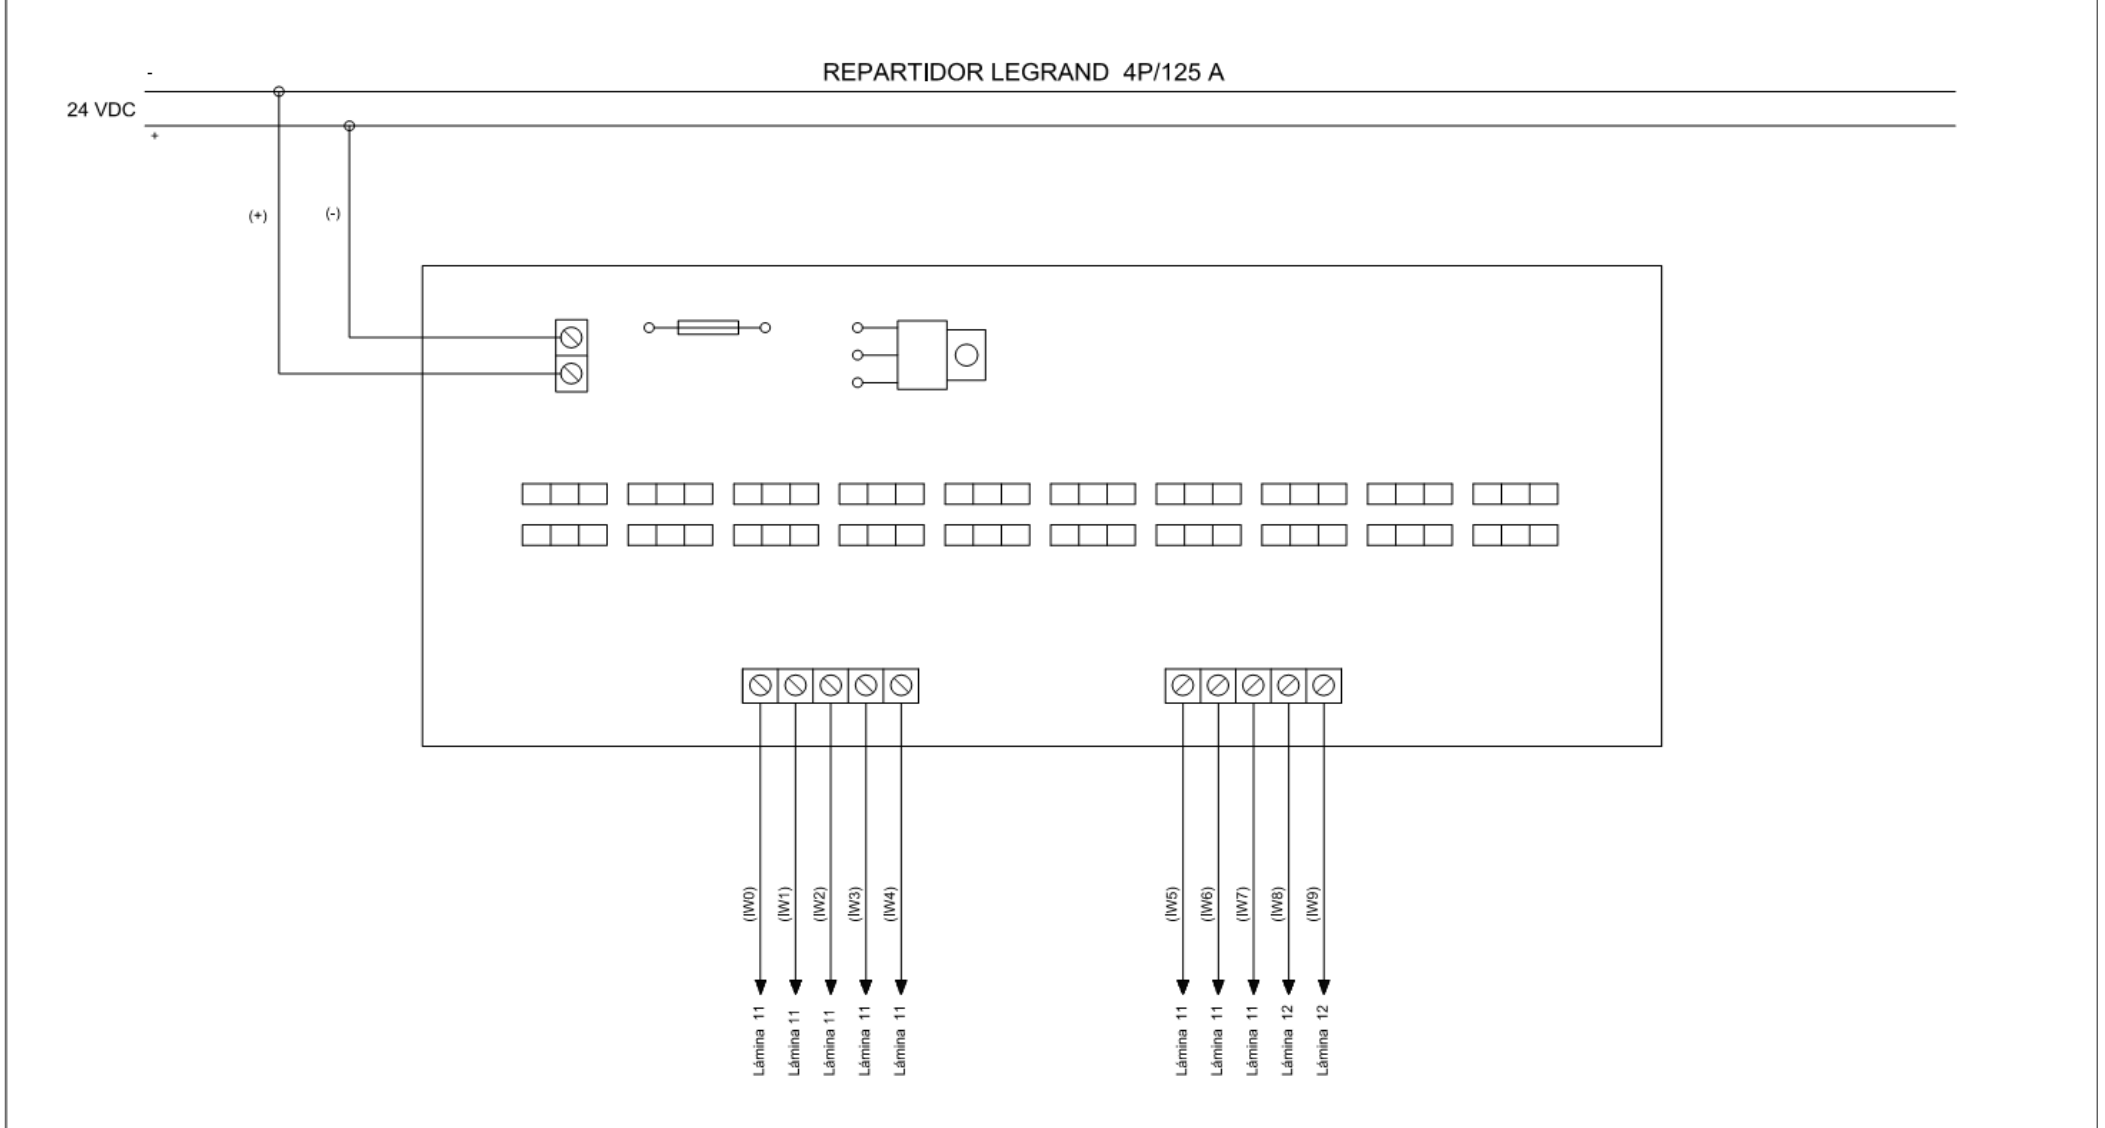 REPARTIDOR LEGRAND 4P/125 A
-
24 VDC
+
(+)
(-)
(IW0)
(IW1)
(IW2)
(IW3)
(IW4)
(IW5)
(IW6)
(IW7)
(IW8)
(IW9)
Lámina 11
Lámina 11
Lámina 11
Lámina 11
Lámina 11
Lámina 11
Lámina 11
Lámina 11
Lámina 12
Lámina 12